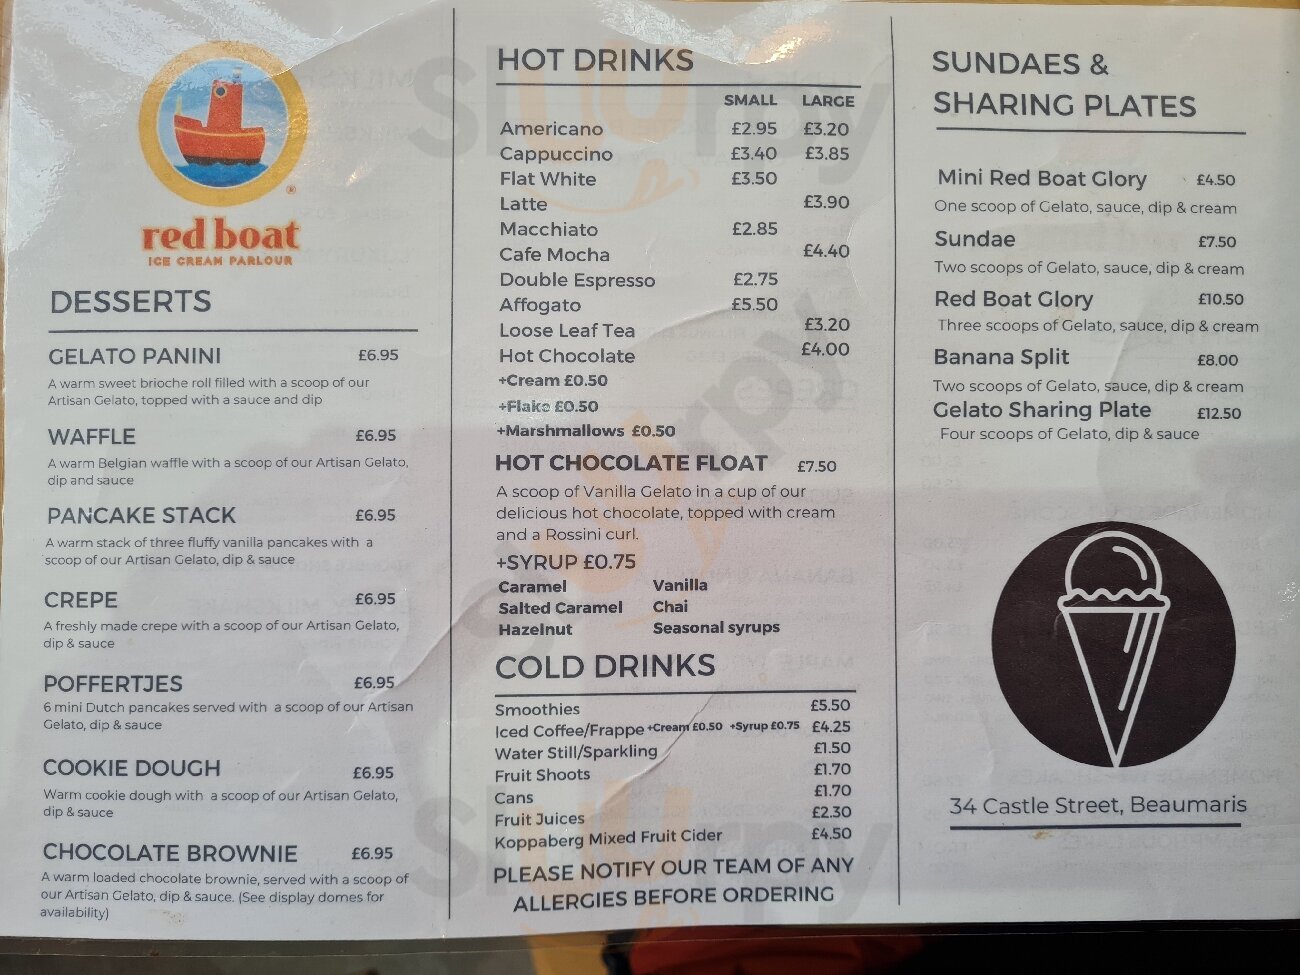 red boat
ICE CREAM PARLOUR
DESSERTS
GELATO PANINI £6.95
A warm sweet brioche roll filled with a scoop of our
Artisan Gelato, topped with a sauce and dip
WAFFLE £6.95
A warm Belgian waffle with a scoop of our Artisan Gelato,
dip and sauce
PANCAKE STACK £6.95
A warm stack of three fluffy vanilla pancakes with a
scoop of our Artisan Gelato, dip & sauce
CREPE £6.95
A freshly made crepe with a scoop of our Artisan Gelato,
dip & sauce
POFFERTJES £6.95
6 mini Dutch pancakes served with a scoop of our Artisan
Gelato, dip & sauce
COOKIE DOUGH £6.95
Warm cookie dough with a scoop of our Artisan Gelato,
dip & sauce
CHOCOLATE BROWNIE £6.95
A warm loaded chocolate brownie, served with a scoop of
our Artisan Gelato, dip & sauce. (See display domes for
availability)
HOT DRINKS
SMALL LARGE
Americano £2.95 £3.20
Cappuccino £3.40 £3.85
Flat White £3.50
Latte £3.90
Macchiato £2.85
Cafe Mocha £4.40
Double Espresso £2.75
Affogato £5.50
Loose Leaf Tea £3.20
Hot Chocolate £4.00
+Cream £0.50
+Flake £0.50
+Marshmallows £0.50
HOT CHOCOLATE FLOAT £7.50
A scoop of Vanilla Gelato in a cup of our
delicious hot chocolate, topped with cream
and a Rossini curl.
+SYRUP £0.75
Caramel Vanilla
Salted Caramel Chai
Hazelnut Seasonal syrups
COLD DRINKS
Smoothies £5.50
Iced Coffee/Frappe +Cream £0.50 +Syrup £0.75 £4.25
Water Still/Sparkling £1.50
Fruit Shoots £1.70
Cans £1.70
Fruit Juices £2.30
Koppaberg Mixed Fruit Cider £4.50
PLEASE NOTIFY OUR TEAM OF ANY
ALLERGIES BEFORE ORDERING
SUNDAES &
SHARING PLATES
Mini Red Boat Glory £4.50
One scoop of Gelato, sauce, dip & cream
Sundae £7.50
Two scoops of Gelato, sauce, dip & cream
Red Boat Glory £10.50
Three scoops of Gelato, sauce, dip & cream
Banana Split £8.00
Two scoops of Gelato, sauce, dip & cream
Gelato Sharing Plate £12.50
Four scoops of Gelato, dip & sauce
34 Castle Street, Beaumaris